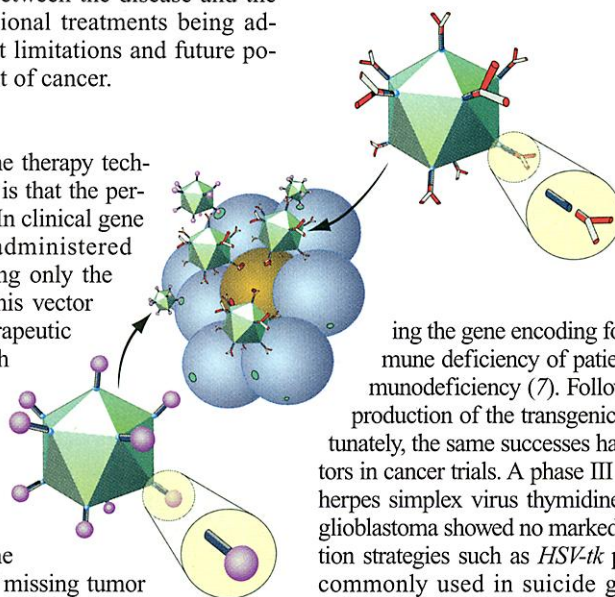 between the disease and the
ional treatments being ad-
t limitations and future po-
t of cancer.
ne therapy tech-
is that the per-
In clinical gene
administered
ng only the
his vector
rapeutic
h
ne
missing tumor
ing the gene encoding fo
mune deficiency of patie
munodeficiency (7). Follow
production of the transgenic
tunately, the same successes ha
tors in cancer trials. A phase III
herpes simplex virus thymidine
glioblastoma showed no marked
tion strategies such as HSV-tk p
commonly used in suicide g